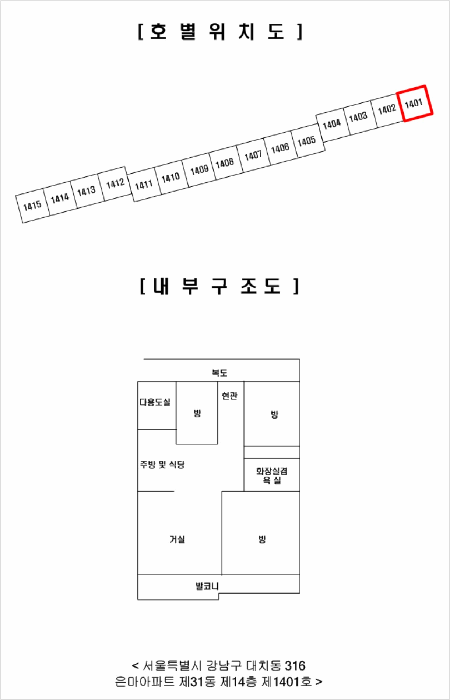 [ 호 별 위 치 도 ]
1401
1402
1403
1404
1405
1406
1407
1408
1409
1410
1411
1412
1413
1414
1415
[ 내 부 구 조 도 ]
복도
다용도실
방
현관
방
주방 및 식당
화장실겸
욕 실
거실
방
발코니
< 서울특별시 강남구 대치동 316
은마아파트 제31동 제14층 제1401호 >